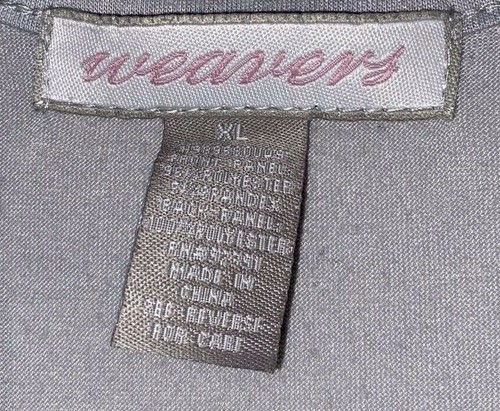 weavers
XL
FRONT PANEL
95% POLYESTER
5% SPANDEX
BACK PANEL
100% POLYESTER
MADE IN
CHINA
SEE REVERSE
FOR CARE